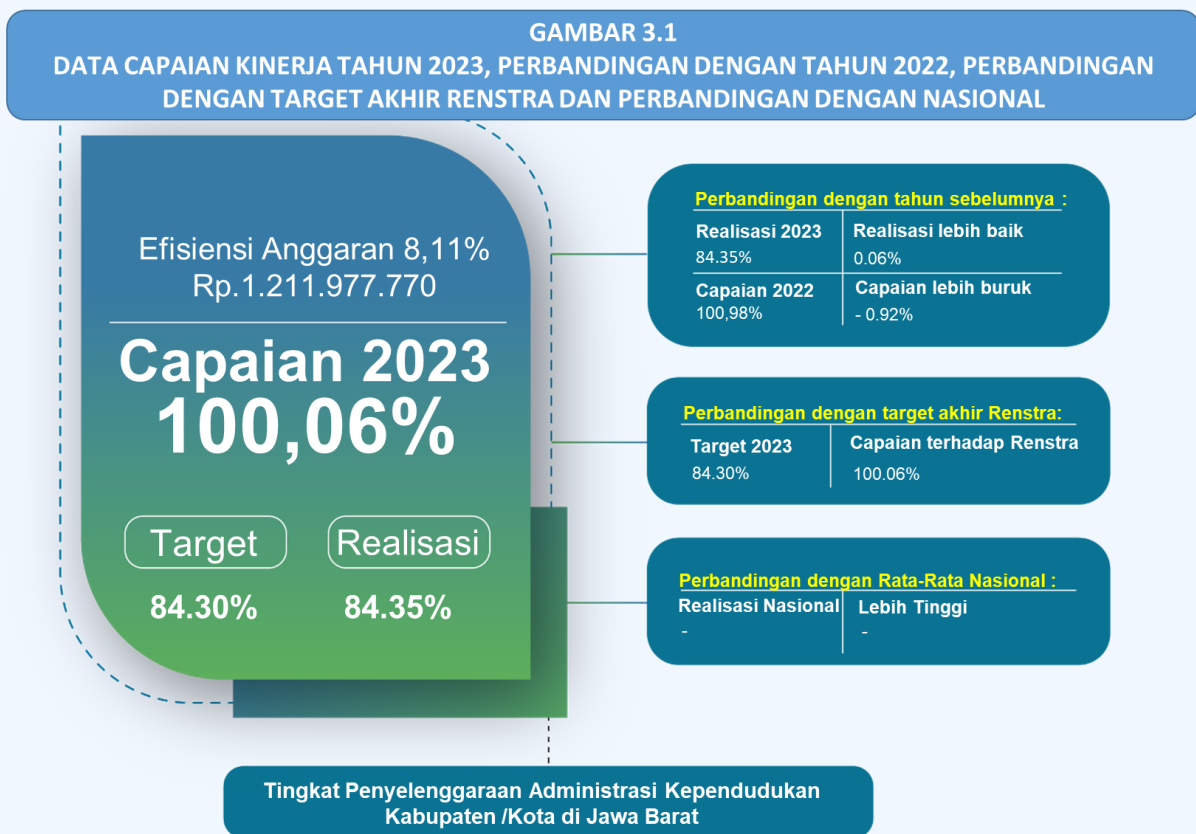 GAMBAR 3.1
DATA CAPAIAN KINERJA TAHUN 2023, PERBANDINGAN DENGAN TAHUN 2022, PERBANDINGAN
DENGAN TARGET AKHIR RENSTRA DAN PERBANDINGAN DENGAN NASIONAL
Efisiensi Anggaran 8,11%
Rp.1.211.977.770
Capaian 2023
100,06%
Target
Realisasi
84.30%
84.35%
Perbandingan dengan tahun sebelumnya :
Realisasi 2023
Realisasi lebih baik
84.35%
0.06%
Capaian 2022
Capaian lebih buruk
100,98%
- 0.92%
Perbandingan dengan target akhir Renstra:
Target 2023
Capaian terhadap Renstra
84.30%
100.06%
Perbandingan dengan Rata-Rata Nasional :
Realisasi Nasional
Lebih Tinggi
-
-
Tingkat Penyelenggaraan Administrasi Kependudukan
Kabupaten /Kota di Jawa Barat